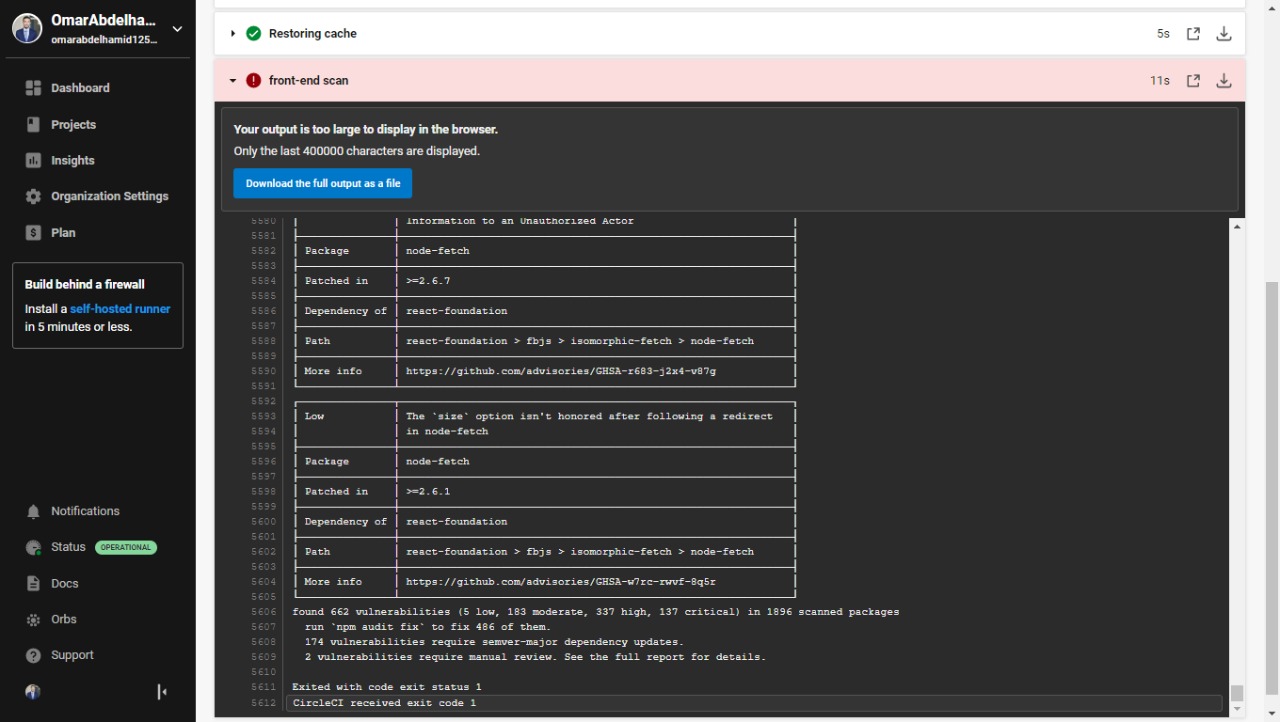 OmarAbdelha...
omarabdelhamid125...
Dashboard
Projects
Insights
Organization Settings
Plan
Build behind a firewall
Install a self-hosted runner
in 5 minutes or less.
Notifications
Status OPERATIONAL
Docs
Orbs
Support
Restoring cache 5s
front-end scan 11s
Your output is too large to display in the browser.
Only the last 400000 characters are displayed.
Download the full output as a file
5580 Information to an Unauthorized Actor
5581
5582 Package node-fetch
5583
5584 Patched in >=2.6.7
5585
5586 Dependency of react-foundation
5587
5588 Path react-foundation > fbjs > isomorphic-fetch > node-fetch
5589
5590 More info https://github.com/advisories/GHSA-r683-j2x4-v87g
5591
5592
5593 Low The `size` option isn't honored after following a redirect
5594 in node-fetch
5595
5596 Package node-fetch
5597
5598 Patched in >=2.6.1
5599
5600 Dependency of react-foundation
5601
5602 Path react-foundation > fbjs > isomorphic-fetch > node-fetch
5603
5604 More info https://github.com/advisories/GHSA-w7rc-rwvf-8q5r
5605
5606 found 662 vulnerabilities (5 low, 183 moderate, 337 high, 137 critical) in 1896 scanned packages
5607 run `npm audit fix` to fix 486 of them.
5608 174 vulnerabilities require semver-major dependency updates.
5609 2 vulnerabilities require manual review. See the full report for details.
5610
5611 Exited with code exit status 1
5612 CircleCI received exit code 1